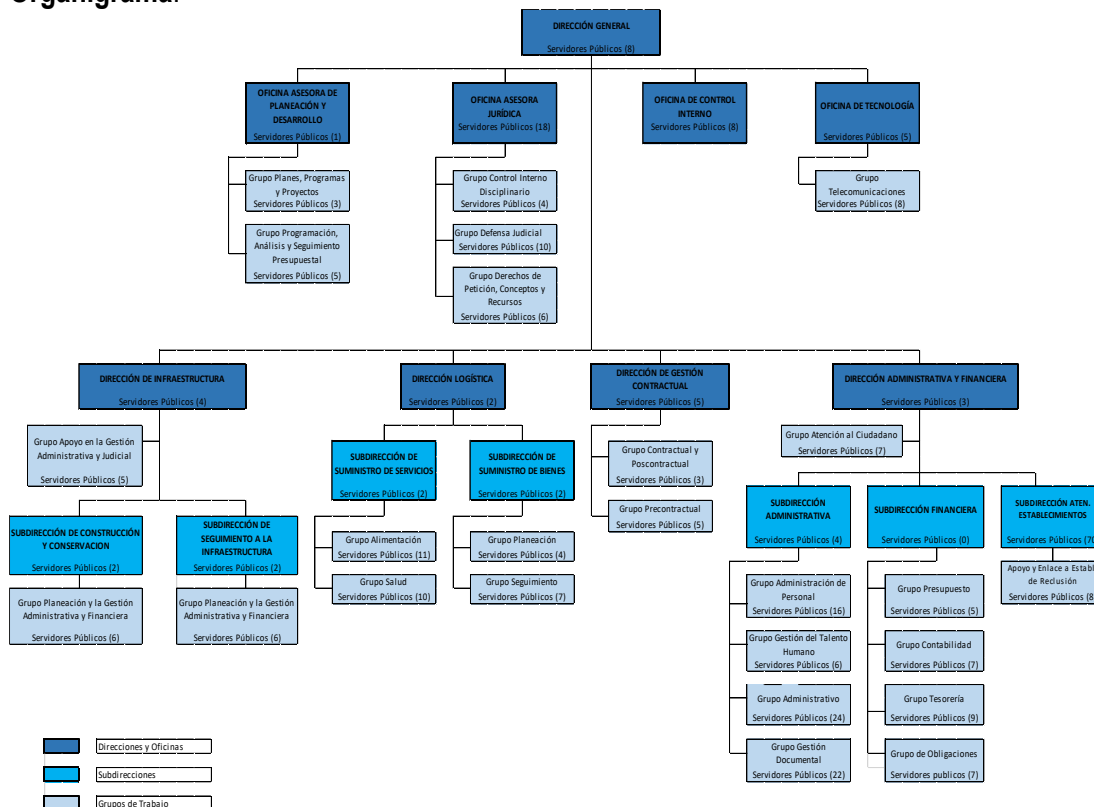 Organigrama.
DIRECCIÓN GENERAL
Servidores Públicos (8)
OFICINA ASESORA DE
PLANEACIÓN Y
DESARROLLO
Servidores Públicos (1)
OFICINA ASESORA
JURÍDICA
Servidores Públicos (18)
OFICINA DE CONTROL
INTERNO
Servidores Públicos (8)
OFICINA DE TECNOLOGÍA
Servidores Públicos (5)
Grupo Planes, Programas
y Proyectos
Servidores Públicos (3)
Grupo Programación,
Análisis y Seguimiento
Presupuestal
Servidores Públicos (5)
Grupo Control Interno
Disciplinario
Servidores Públicos (4)
Grupo Defensa Judicial
Servidores Públicos (10)
Grupo Derechos de
Petición, Conceptos y
Recursos
Servidores Públicos (6)
Grupo
Telecomunicaciones
Servidores Públicos (8)
DIRECCIÓN DE INFRAESTRUCTURA
Servidores Públicos (4)
DIRECCIÓN LOGÍSTICA
Servidores Públicos (2)
DIRECCIÓN DE GESTIÓN
CONTRACTUAL
Servidores Públicos (5)
DIRECCIÓN ADMINISTRATIVA Y FINANCIERA
Servidores Públicos (3)
Grupo Apoyo en la Gestión
Administrativa y Judicial
Servidores Públicos (5)
SUBDIRECCIÓN DE CONSTRUCCIÓN
Y CONSERVACION
Servidores Públicos (2)
SUBDIRECCIÓN DE
SEGUIMIENTO A LA
INFRAESTRUCTURA
Servidores Públicos (2)
Grupo Planeación y la Gestión
Administrativa y Financiera
Servidores Públicos (6)
Grupo Planeación y la Gestión
Administrativa y Financiera
Servidores Públicos (6)
SUBDIRECCIÓN DE
SUMINISTRO DE SERVICIOS
Servidores Públicos (2)
SUBDIRECCIÓN DE
SUMINISTRO DE BIENES
Servidores Públicos (2)
Grupo Alimentación
Servidores Públicos (11)
Grupo Salud
Servidores Públicos (10)
Grupo Planeación
Servidores Públicos (4)
Grupo Seguimiento
Servidores Públicos (7)
Grupo Contractual y
Poscontractual
Servidores Públicos (3)
Grupo Precontractual
Servidores Públicos (5)
Grupo Atención al Ciudadano
Servidores Públicos (7)
SUBDIRECCIÓN
ADMINISTRATIVA
Servidores Públicos (4)
SUBDIRECCIÓN FINANCIERA
Servidores Públicos (0)
SUBDIRECCIÓN ATEN.
ESTABLECIMIENTOS
Servidores Públicos (70
Grupo Administración de
Personal
Servidores Públicos (16)
Grupo Gestión del Talento
Humano
Servidores Públicos (6)
Grupo Administrativo
Servidores Públicos (24)
Grupo Gestión
Documental
Servidores Públicos (22)
Grupo Presupuesto
Servidores Públicos (5)
Grupo Contabilidad
Servidores Públicos (7)
Grupo Tesorería
Servidores Públicos (9)
Grupo de Obligaciones
Servidores publicos (7)
Apoyo y Enlace a Establ
de Reclusión
Servidores Públicos (8
Direcciones y Oficinas
Subdirecciones
Grupos de Trabajo